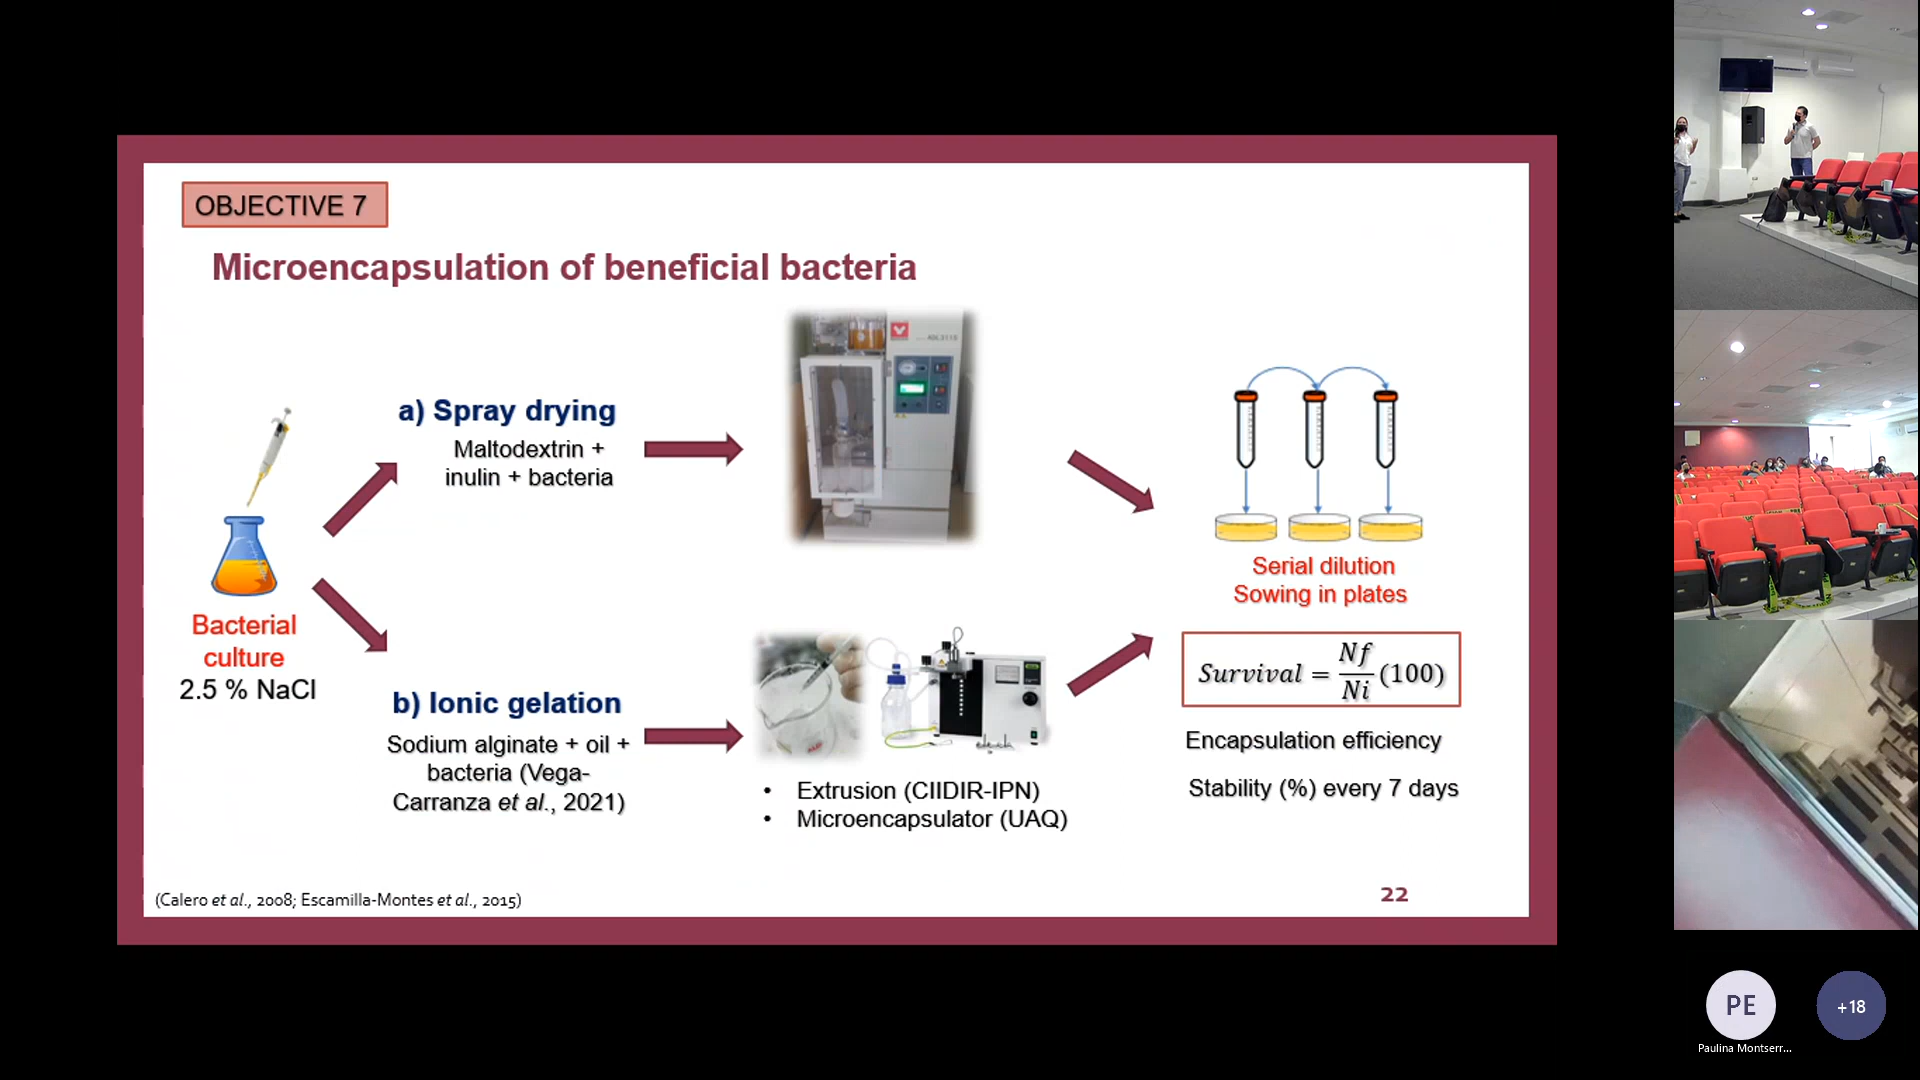 OBJECTIVE 7
Microencapsulation of beneficial bacteria
a) Spray drying
Maltodextrin +
inulin + bacteria
Bacterial
culture
2.5 % NaCl
b) Ionic gelation
Sodium alginate + oil +
bacteria (Vega-
Carranza et al., 2021)
• Extrusion (CIIDIR-IPN)
• Microencapsulator (UAQ)
Serial dilution
Sowing in plates
Survival = Nf/Ni (100)
Encapsulation efficiency
Stability (%) every 7 days
(Calero et al., 2008; Escamilla-Montes et al., 2015)
22
PE
+18
Paulina Montserr...